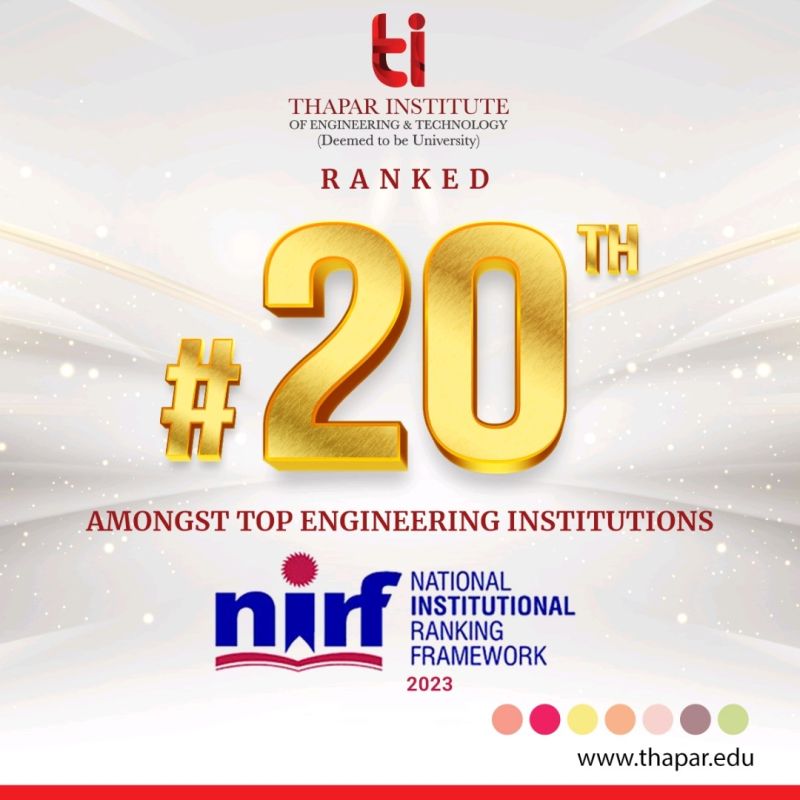 ti
THAPAR INSTITUTE
OF ENGINEERING & TECHNOLOGY
(Deemed to be University)
RANKED
#20TH
AMONGST TOP ENGINEERING INSTITUTIONS
nirf
NATIONAL
INSTITUTIONAL
RANKING
FRAMEWORK
2023
www.thapar.edu